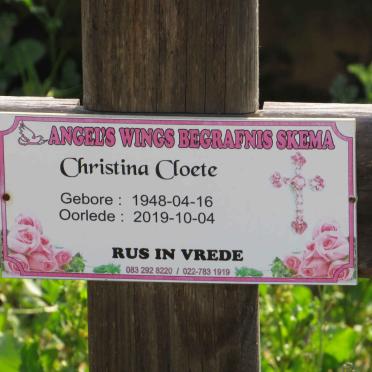 ANGEL'S WINGS BEGRAFNIS SKEMA
Christina Cloete
Gebore : 1948-04-16
Oorlede : 2019-10-04
RUS IN VREDE
083 292 8220 / 022-783 1919